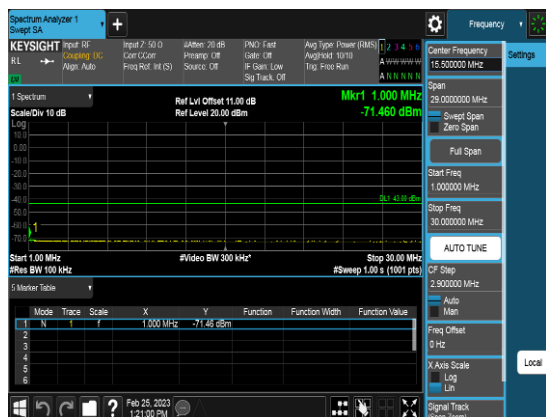 Spectrum Analyzer 1
Swept SA
+
Frequency
KEYSIGHT
RL
Input: RF
Coupling: DC
Align: Auto
Input Z: 50 Ω
Corr CCorr
Freq Ref: Int (S)
#Atten: 20 dB
Preamp: Off
Source: Off
PNO: Fast
Gate: Off
IF Gain: Low
Sig Track: Off
Avg Type: Power (RMS)
Avg|Hold: 10/10
Trig: Free Run
1 2 3 4 5 6
A W W W W W
A N N N N N
1 Spectrum
Scale/Div 10 dB
Log
Ref Lvl Offset 11.00 dB
Ref Level 20.00 dBm
Mkr1 1.000 MHz
-71.460 dBm
10.0
0.00
-10.0
-20.0
-30.0
-40.0
-50.0
-60.0
-70.0
1
Start 1.00 MHz
#Res BW 100 kHz
#Video BW 300 kHz*
Stop 30.00 MHz
#Sweep 1.00 s (1001 pts)
5 Marker Table
Mode Trace Scale X Y Function Function Width Function Value
1 N 1 f 1.000 MHz -71.46 dBm
2
3
4
5
6
Feb 25, 2023
1:21:00 PM
Center Frequency
15.500000 MHz
Span
29.0000000 MHz
Swept Span
Zero Span
Full Span
Start Freq
1.000000 MHz
Stop Freq
30.000000 MHz
AUTO TUNE
CF Step
2.900000 MHz
Auto
Man
Freq Offset
0 Hz
X Axis Scale
Log
Lin
Signal Track
(Span Zoom)
Settings
Local